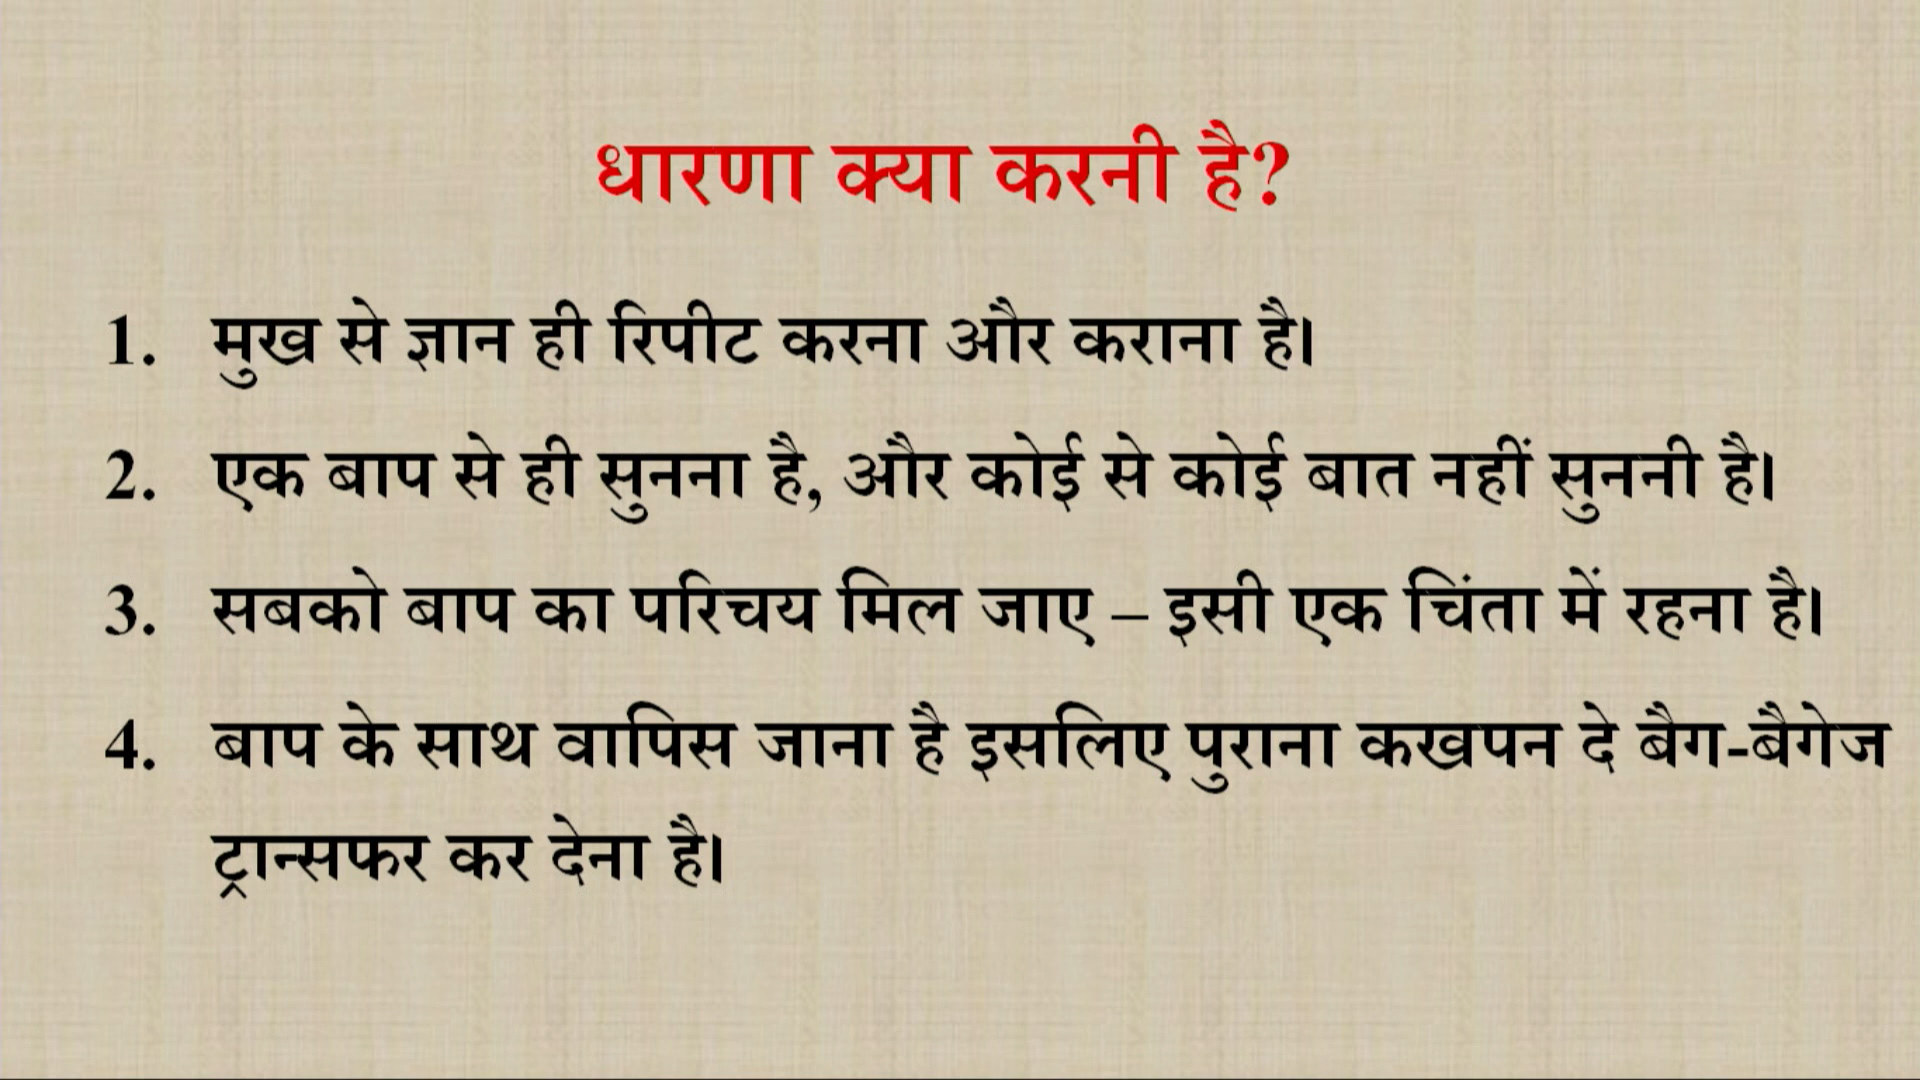 धारणा क्या करनी है?
1. मुख से ज्ञान ही रिपीट करना और कराना है।
2. एक बाप से ही सुनना है, और कोई से कोई बात नहीं सुननी है।
3. सबको बाप का परिचय मिल जाए – इसी एक चिंता में रहना है।
4. बाप के साथ वापिस जाना है इसलिए पुराना कखपन दे बैग-बैगेज
ट्रान्सफर कर देना है।